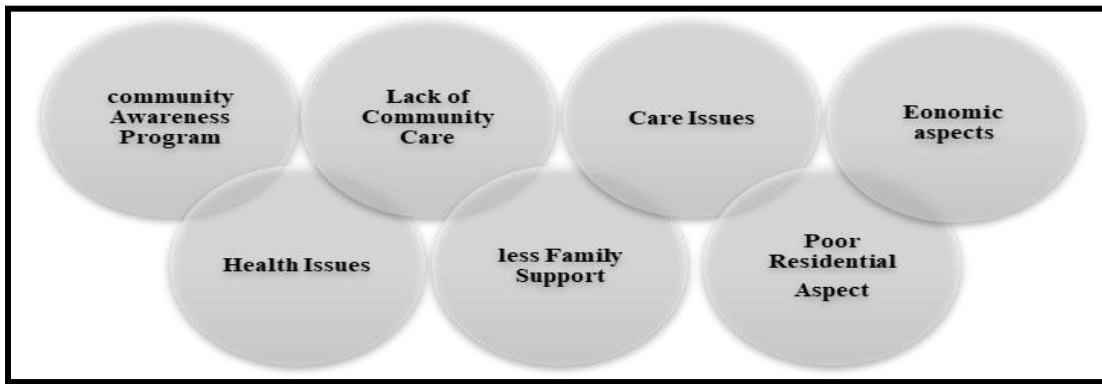 community
Awareness
Program
Lack of
Community
Care
Care Issues
Eonomic
aspects
Health Issues
less Family
Support
Poor
Residential
Aspect